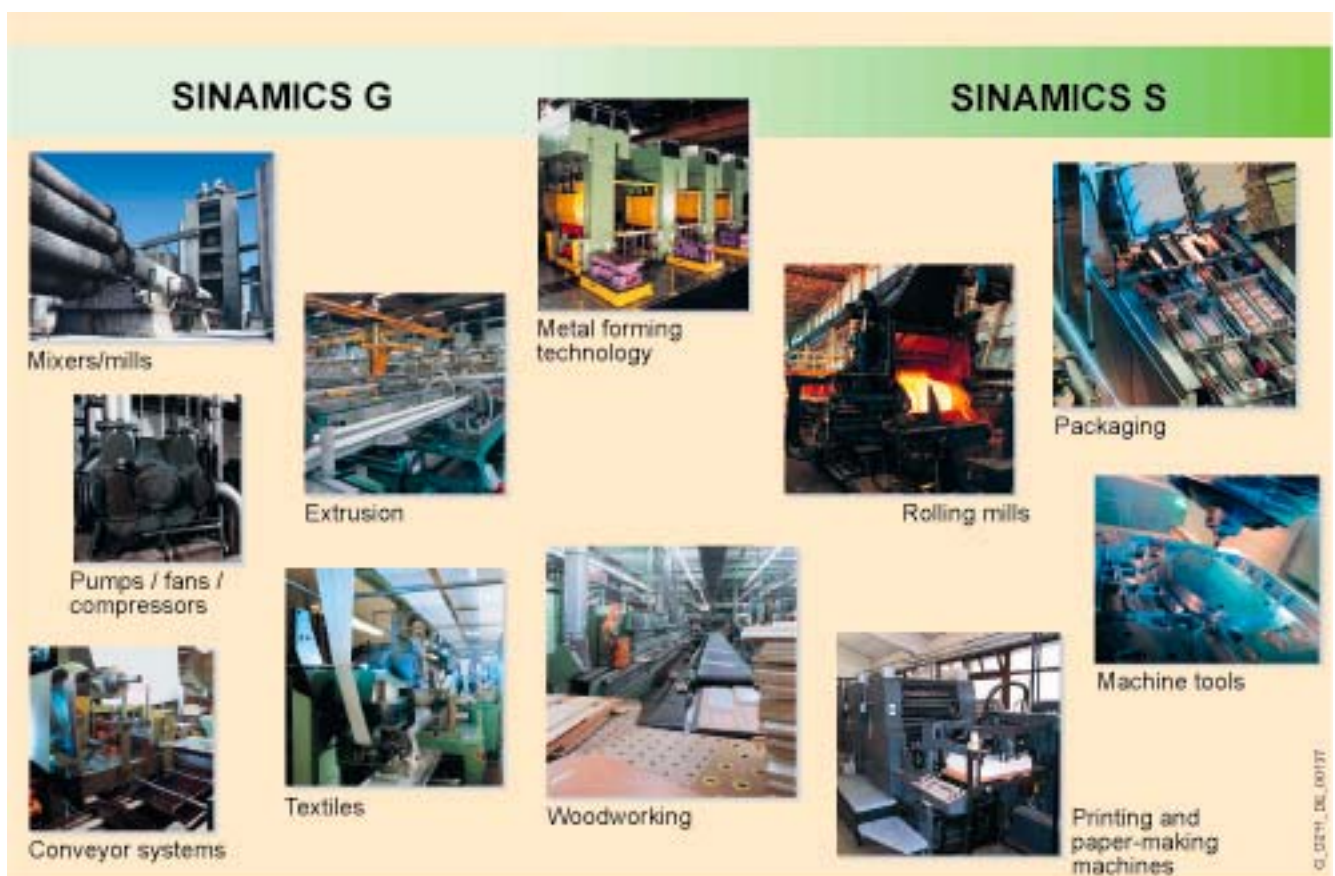 SINAMICS G
SINAMICS S
Metal forming
technology
Mixers/mills
Packaging
Extrusion
Rolling mills
Pumps / fans /
compressors
Machine tools
Textiles
Woodworking
Printing and
paper-making
machines
Conveyor systems